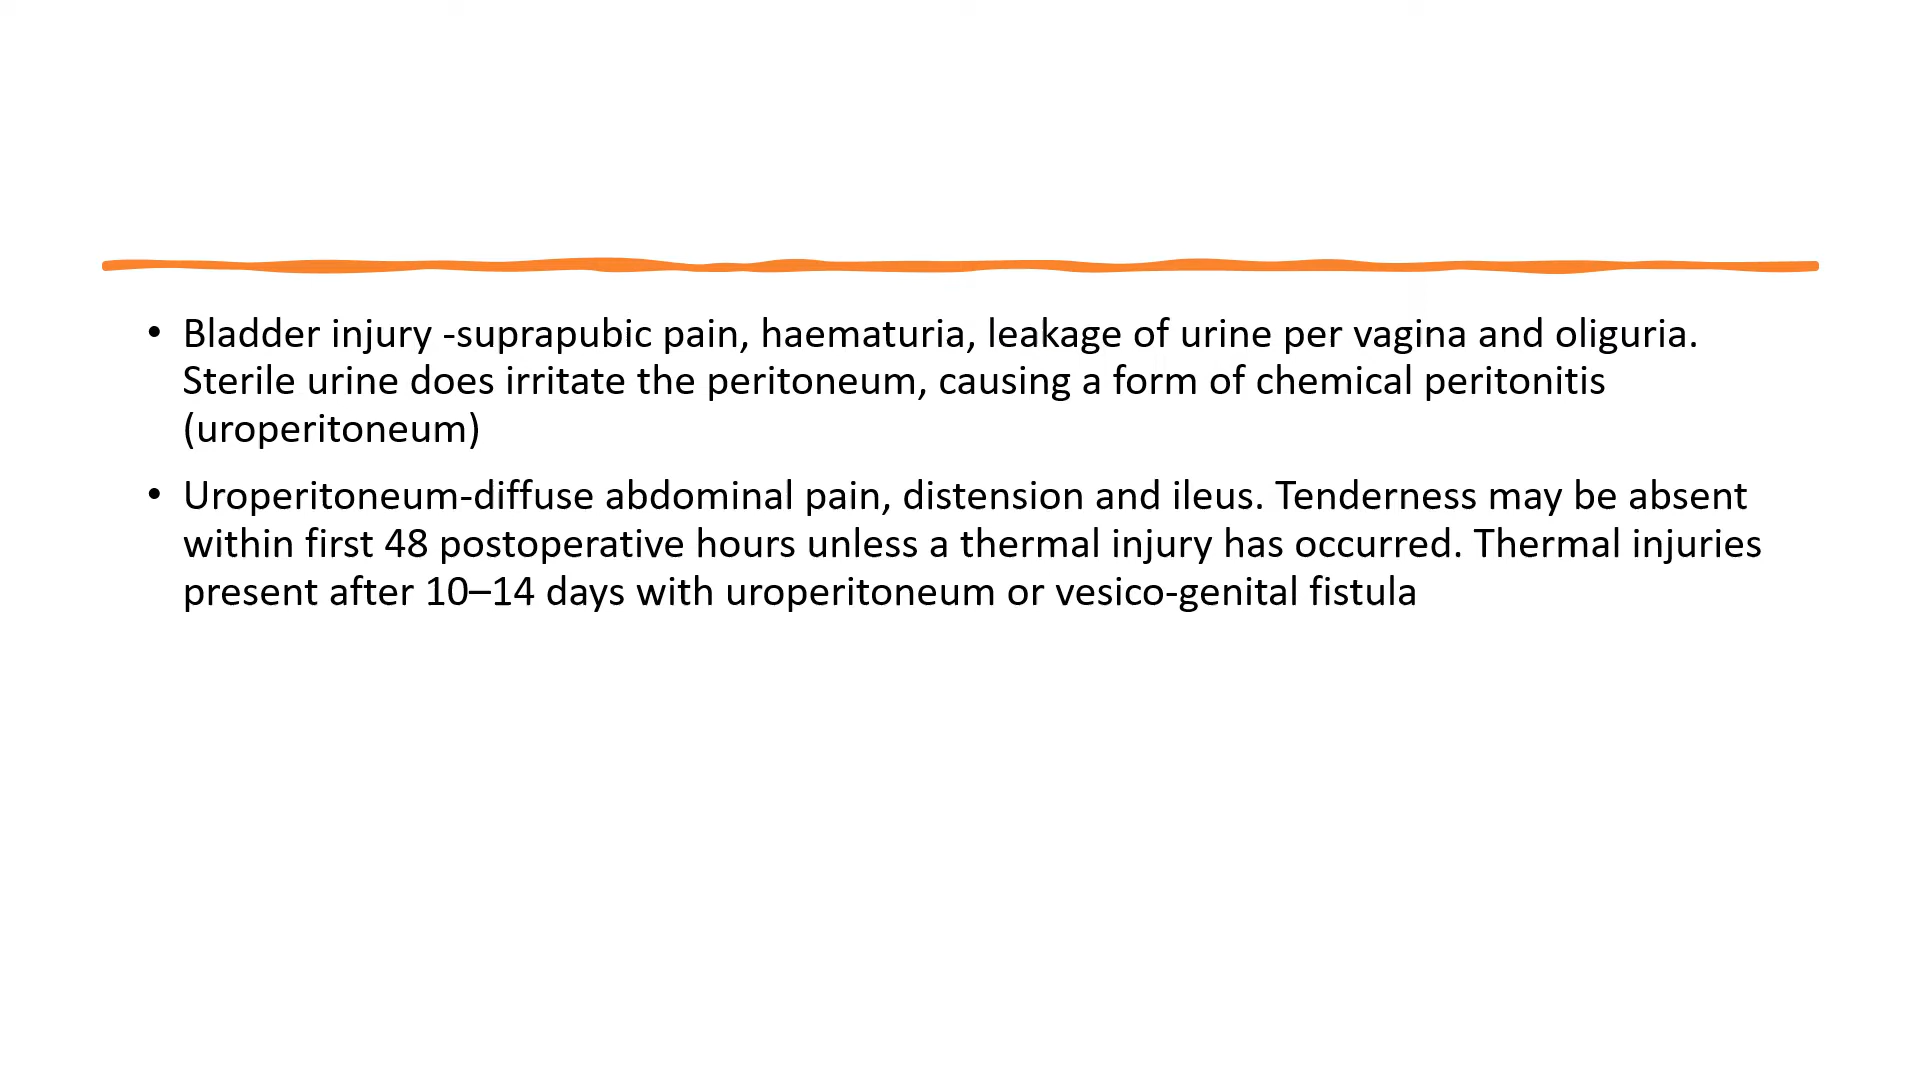 • Bladder injury -suprapubic pain, haematuria, leakage of urine per vagina and oliguria.
Sterile urine does irritate the peritoneum, causing a form of chemical peritonitis
(uroperitoneum)
• Uroperitoneum-diffuse abdominal pain, distension and ileus. Tenderness may be absent
within first 48 postoperative hours unless a thermal injury has occurred. Thermal injuries
present after 10–14 days with uroperitoneum or vesico-genital fistula